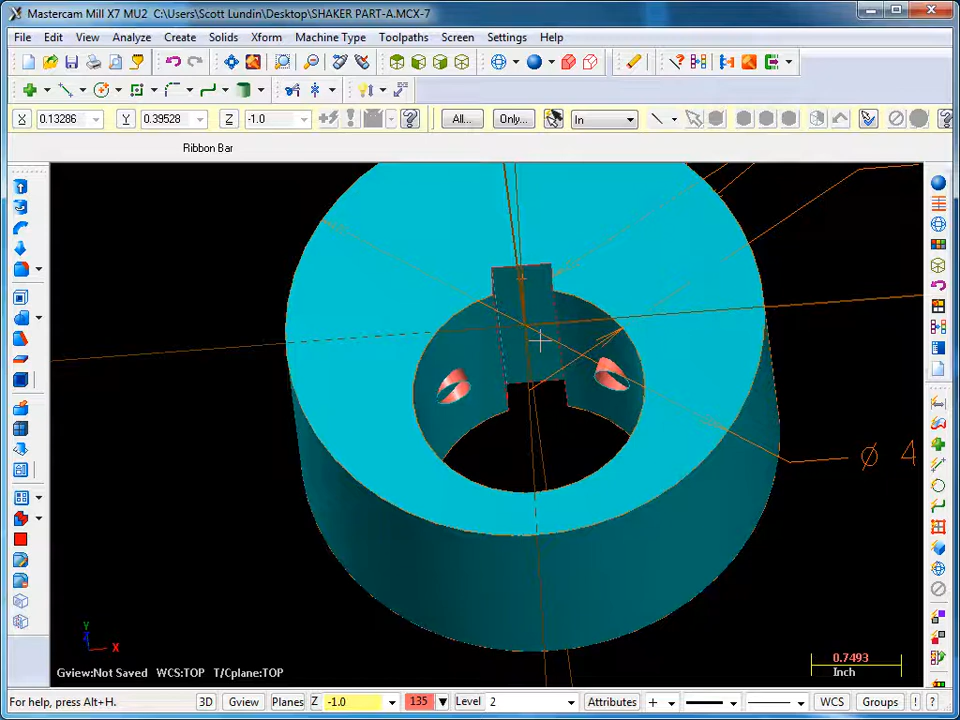 Mastercam Mill X7 MU2 C:\Users\Scott Lundin\Desktop\SHAKER PART-A.MCX-7
File Edit View Analyze Create Solids Xform Machine Type Toolpaths Screen Settings Help
X 0.13286 Y 0.39528 Z -1.0 All... Only... In
Ribbon Bar
Ø 4
Y
Z
X
0.7493
Inch
Gview:Not Saved WCS:TOP T/Cplane:TOP
For help, press Alt+H. 3D Gview Planes Z -1.0 135 Level 2 Attributes WCS Groups ! ?